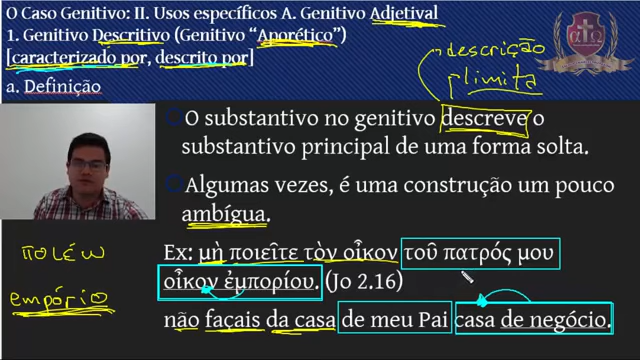 O Caso Genitivo: II. Usos específicos A. Genitivo Adjetival
1. Genitivo Descritivo (Genitivo “Aporético”)
[caracterizado por, descrito por]
a. Definição
descrição
p/limita
O substantivo no genitivo descreve o
substantivo principal de uma forma solta.
Algumas vezes, é uma construção um pouco
ambígua.
Ex: μὴ ποιεῖτε τὸν οἶκον τοῦ πατρός μου
οἶκον ἐμπορίου. (Jo 2.16)
não façais da casa de meu Pai casa de negócio.
ποιέω
empório